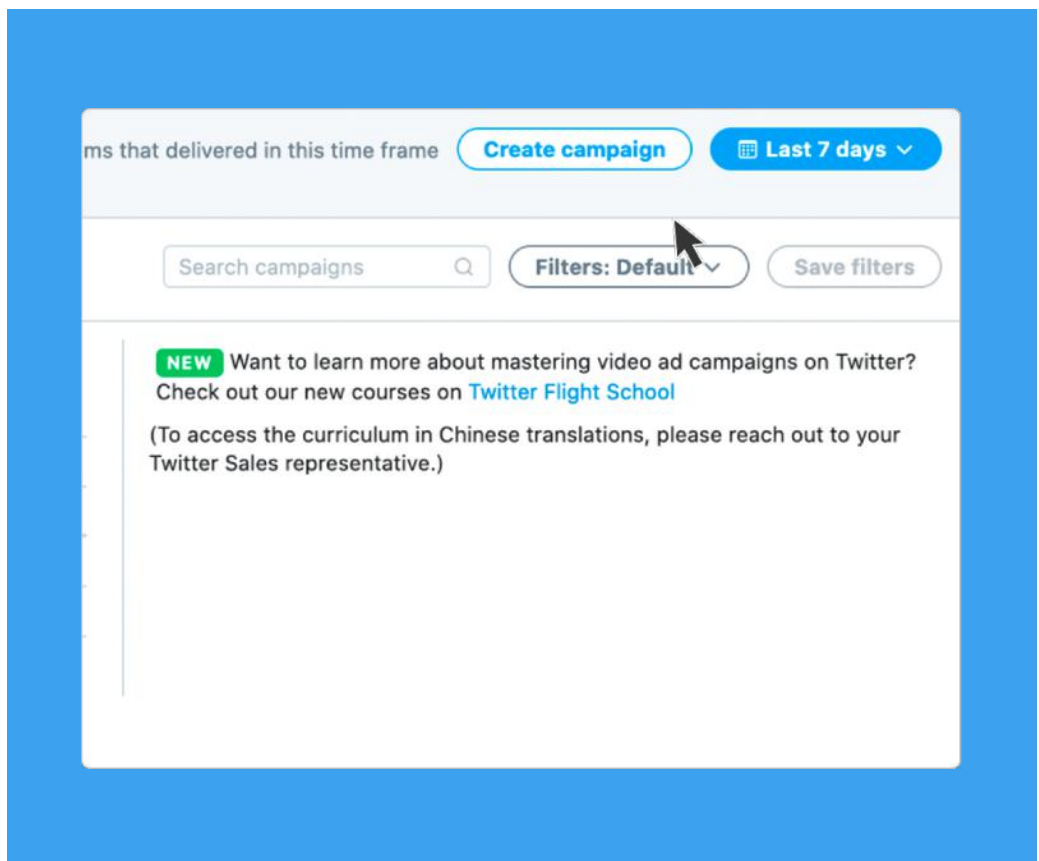 ms that delivered in this time frame
Create campaign
Last 7 days
Search campaigns
Filters: Default
Save filters
NEW Want to learn more about mastering video ad campaigns on Twitter?
Check out our new courses on Twitter Flight School
(To access the curriculum in Chinese translations, please reach out to your
Twitter Sales representative.)